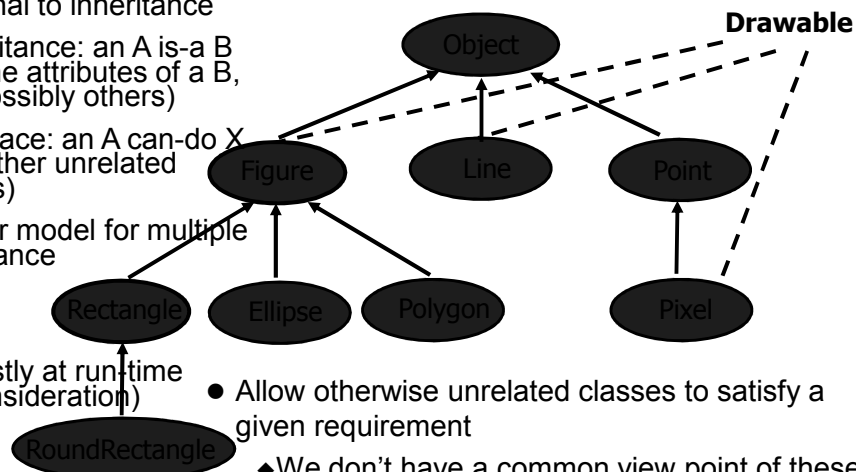 nal to inheritance
itance: an A is-a B
ne attributes of a B,
ossibly others)
ace: an A can-do X
ther unrelated
s)
r model for multiple
ance
stly at run-time
nsideration)
Drawable
Object
Figure
Line
Point
Rectangle
Ellipse
Polygon
Pixel
RoundRectangle
● Allow otherwise unrelated classes to satisfy a
given requirement
◆We don't have a common view point of these